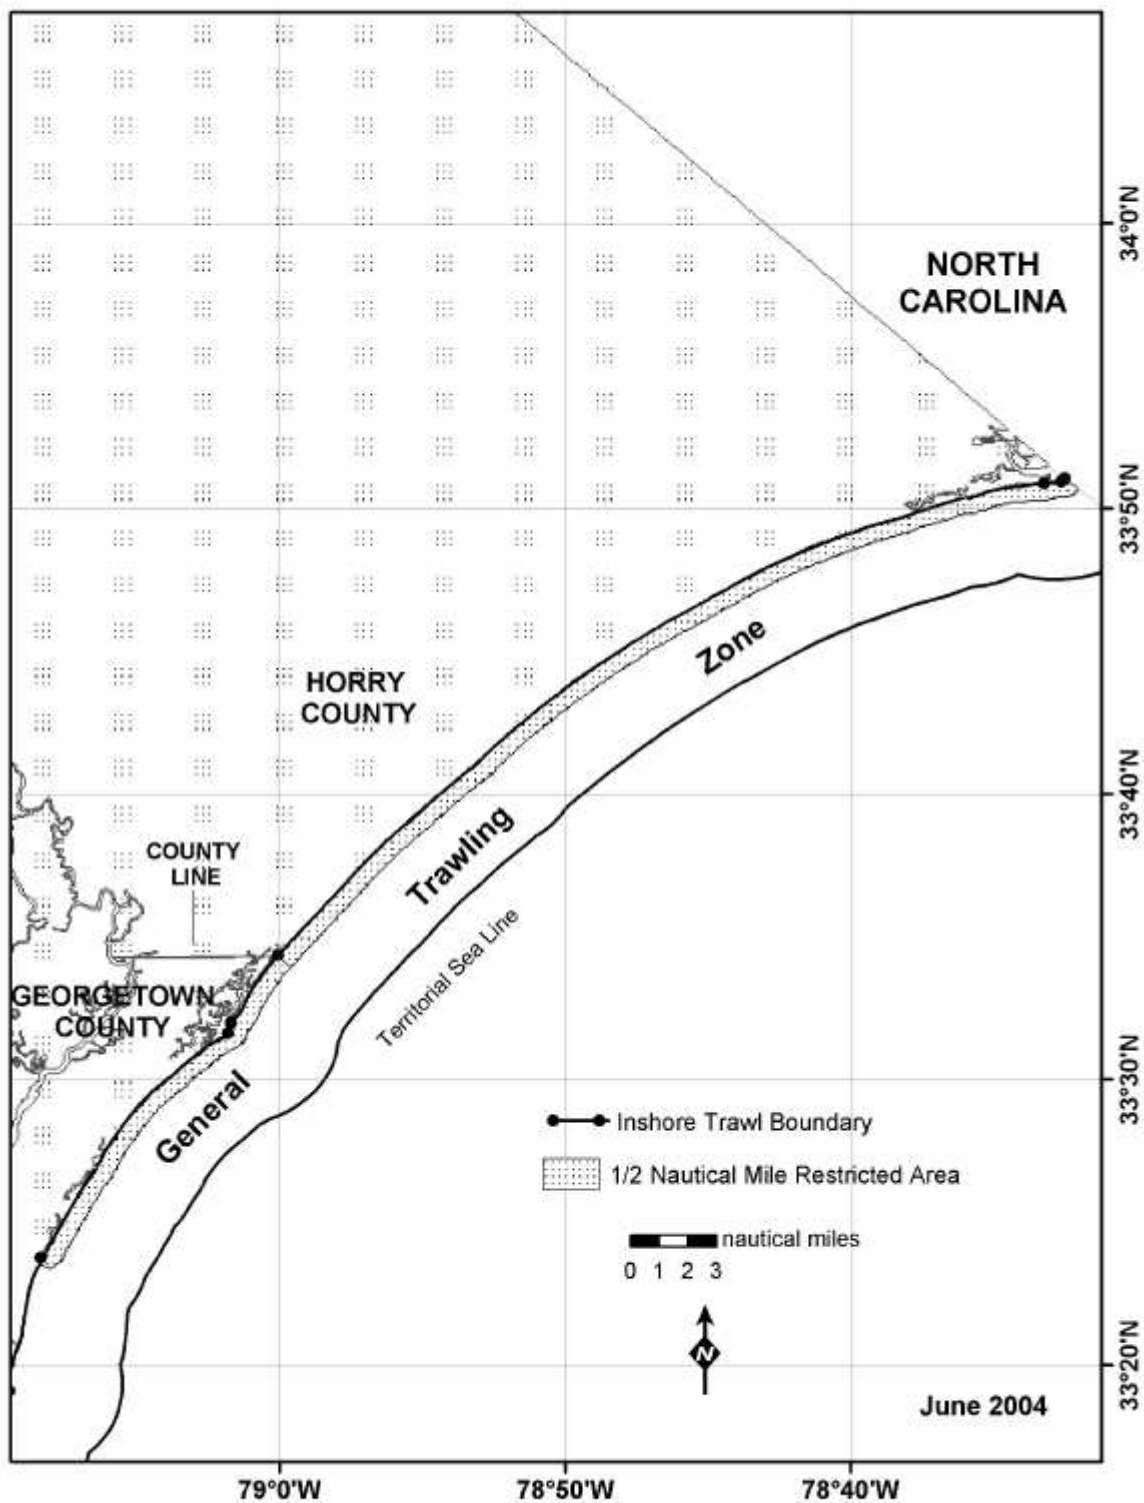 NORTH
CAROLINA
34°0'N
33°50'N
Zone
HORRY
COUNTY
33°40'N
Trawling
COUNTY
LINE
Territorial Sea Line
GEORGETOWN
COUNTY
33°30'N
General
Inshore Trawl Boundary
1/2 Nautical Mile Restricted Area
nautical miles
0 1 2 3
N
33°20'N
June 2004
79°0'W 78°50'W 78°40'W